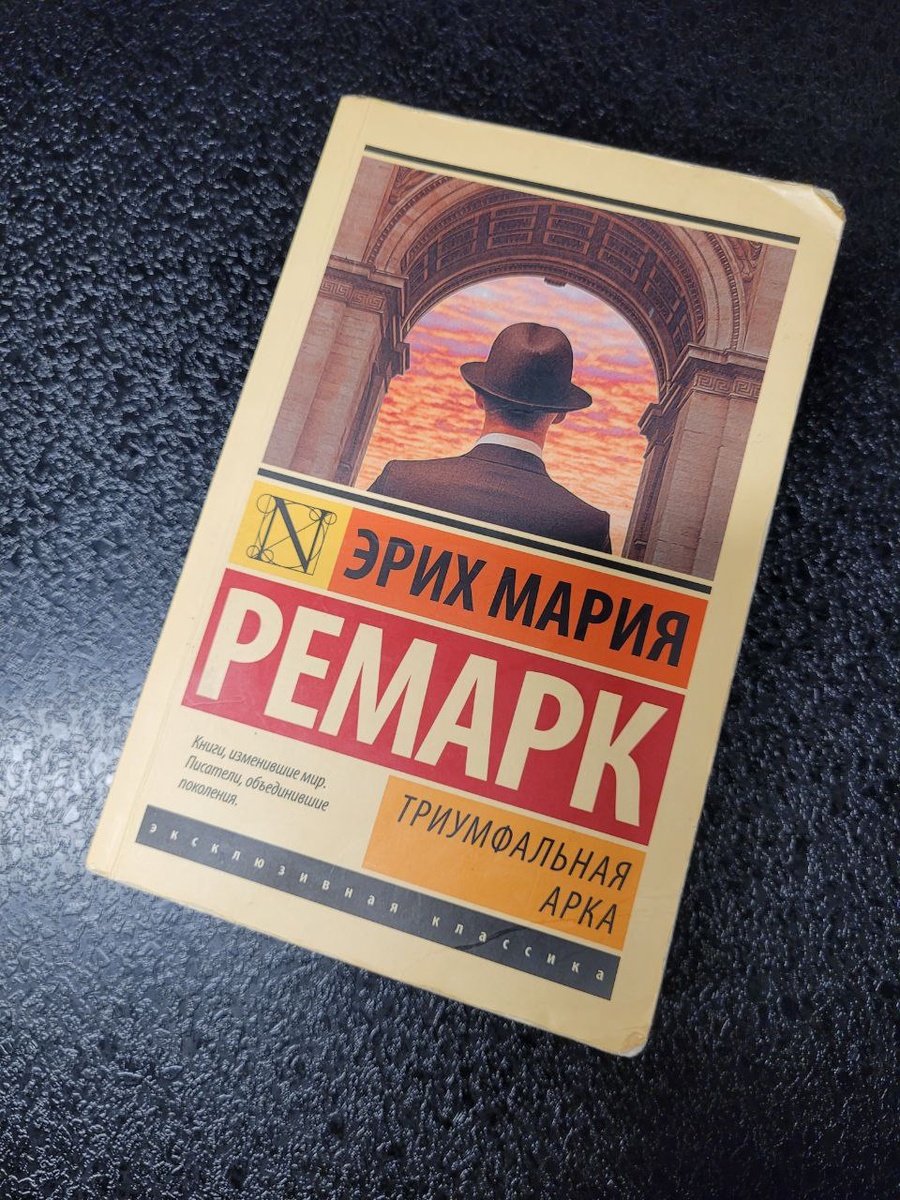 N
ЭРИХ МАРИЯ
РЕМАРК
Книги, изменившие мир.
Писатели, объединившие
поколения.
ТРИУМФАЛЬНАЯ
АРКА
эксклюзивная классика